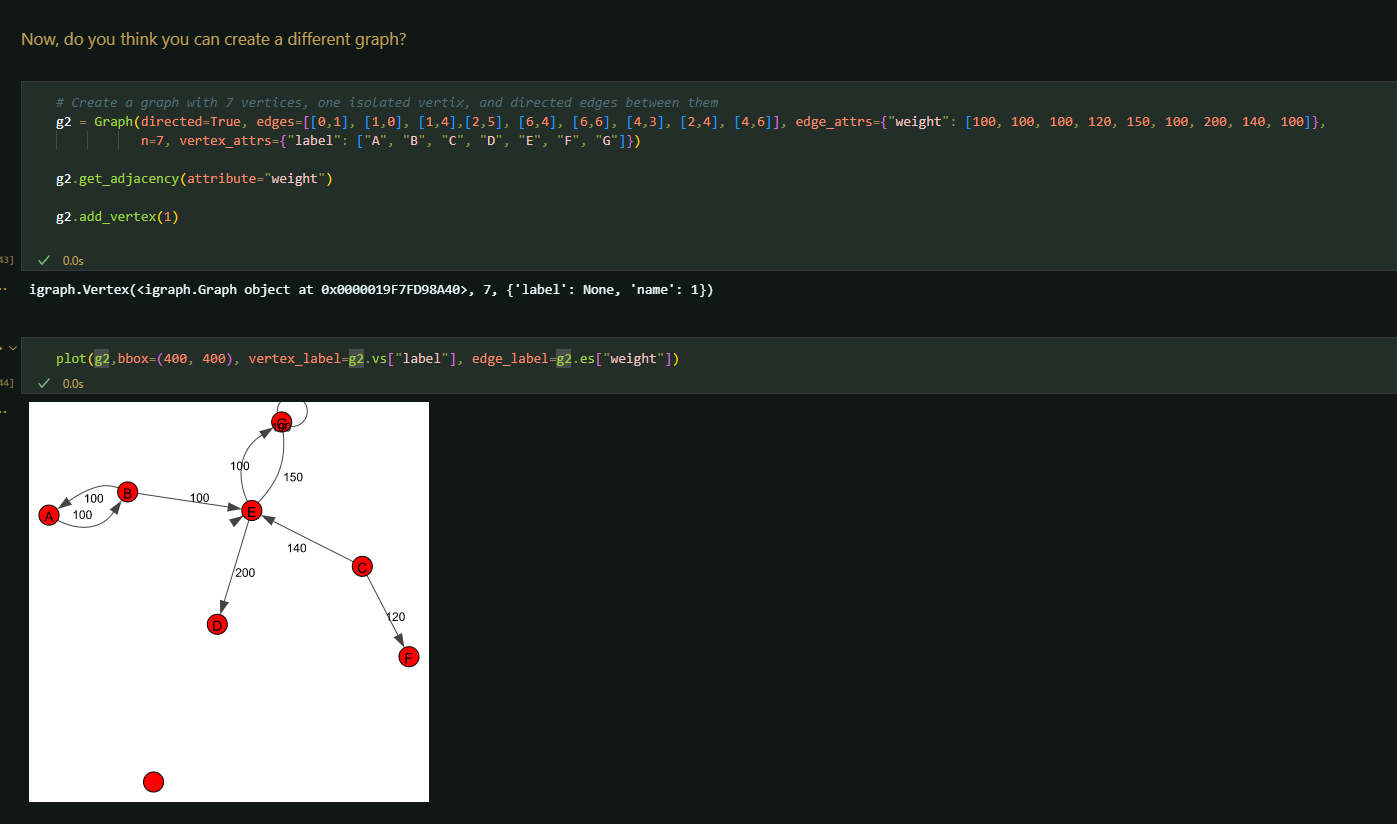 Now, do you think you can create a different graph?
# Create a graph with 7 vertices, one isolated vertix, and directed edges between them
g2 = Graph(directed=True, edges=[[0,1], [1,0], [1,4],[2,5], [6,4], [6,6], [4,3], [2,4], [4,6]], edge_attrs={"weight": [100, 100, 100, 120, 150, 100, 200, 140, 100]},
n=7, vertex_attrs={"label": ["A", "B", "C", "D", "E", "F", "G"]})
g2.get_adjacency(attribute="weight")
g2.add_vertex(1)
43]
0.0s
igraph.Vertex(<igraph.Graph object at 0x0000019F7FD98A40>, 7, {'label': None, 'name': 1})
plot(g2,bbox=(400, 400), vertex_label=g2.vs["label"], edge_label=g2.es["weight"])
44]
0.0s
G
100
150
B
100
100
A
100
E
140
C
200
120
D
F